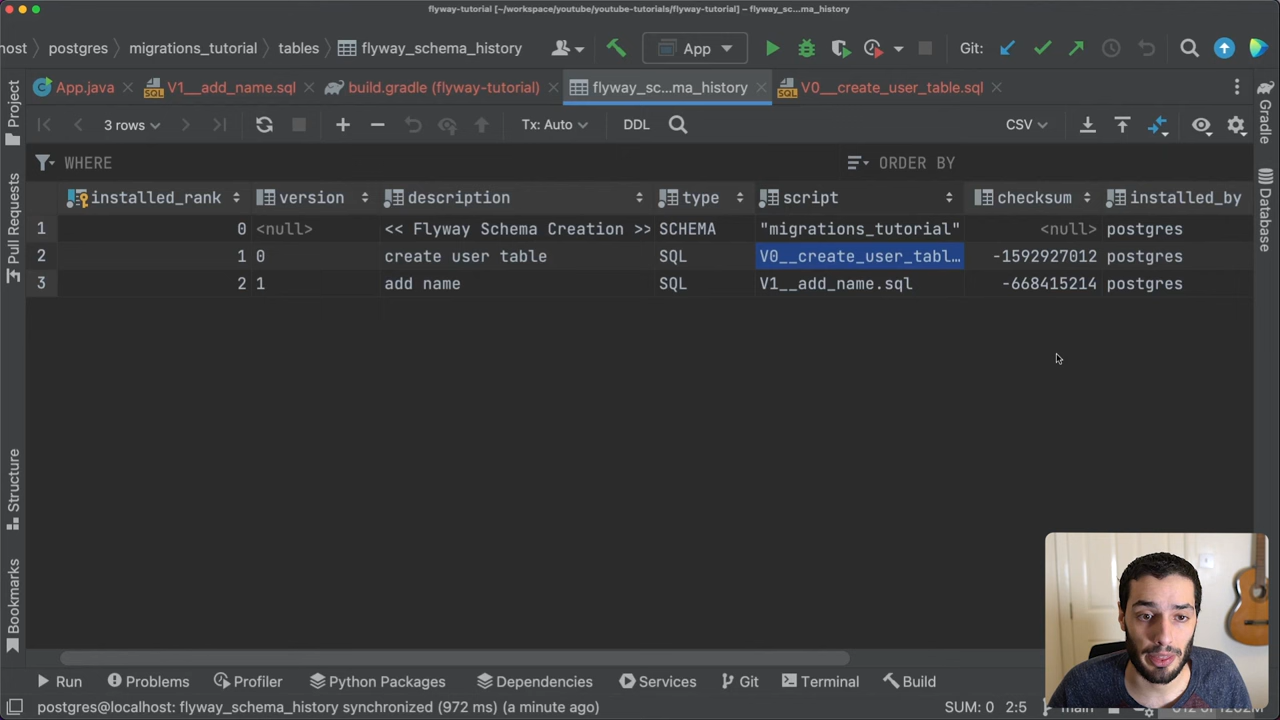 flyway-tutorial [~/workspace/youtube/youtube-tutorials/flyway-tutorial] – flyway_sc...ma_history
host postgres migrations_tutorial tables flyway_schema_history App Git:
App.java V1__add_name.sql build.gradle (flyway-tutorial) flyway_sc...ma_history V0__create_user_table.sql
3 rows Tx: Auto DDL CSV
WHERE ORDER BY
installed_rank version description type script checksum installed_by
1 0 <null> << Flyway Schema Creation >> SCHEMA "migrations_tutorial" <null> postgres
2 1 0 create user table SQL V0__create_user_tabl… -1592927012 postgres
3 2 1 add name SQL V1__add_name.sql -668415214 postgres
Project
Pull Requests
Structure
Bookmarks
Gradle
Database
Run Problems Profiler Python Packages Dependencies Services Git Terminal Build
postgres@localhost: flyway_schema_history synchronized (972 ms) (a minute ago) SUM: 0 2:5 main